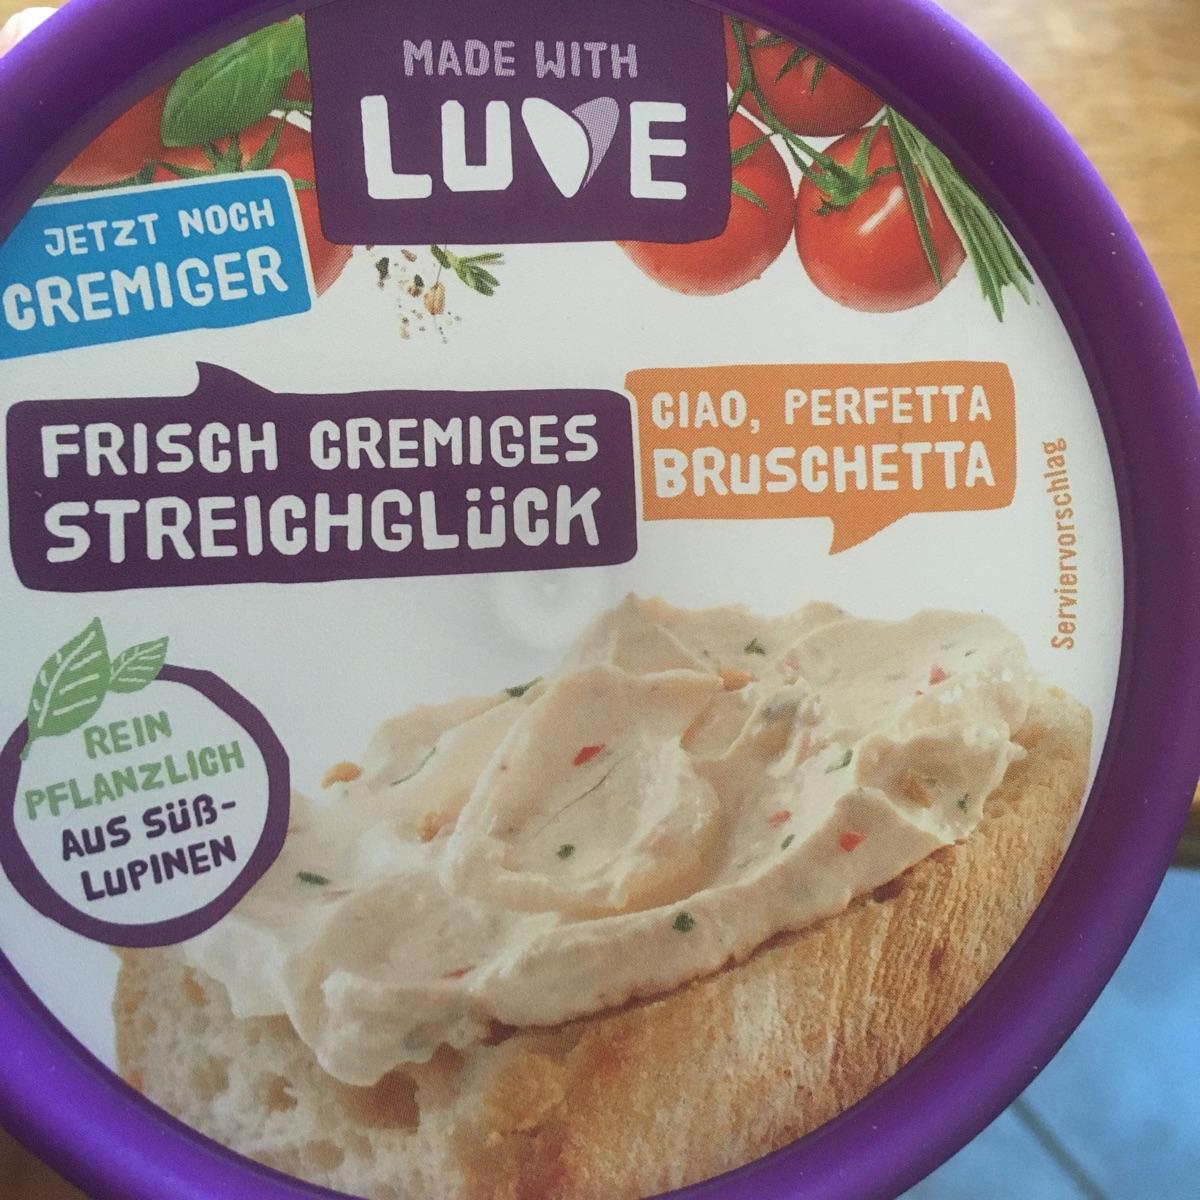 MADE WITH
LUVE
JETZT NOCH
CREMIGER
FRISCH CREMIGES
STREICHGLÜCK
CIAO, PERFETTA
BRUSCHETTA
Serviervorschlag
REIN
PFLANZLICH
AUS SÜß-
LUPINEN